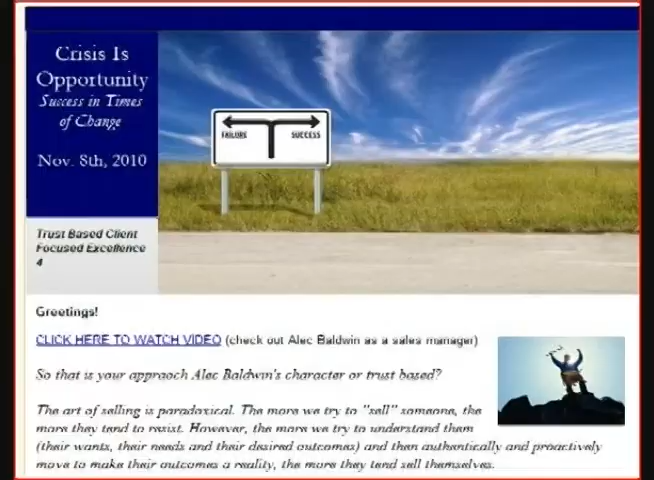 Crisis Is
Opportunity
Success in Times
of Change
Nov. 8th, 2010
FAILURE
SUCCESS
Trust Based Client
Focused Excellence
4
Greetings!
CLICK HERE TO WATCH VIDEO (check out Alec Baldwin as a sales manager)
So that is your approach Alec Baldwin's character or trust based?
The art of selling is paradoxical. The more we try to "sell" someone, the
more they tend to resist. However, the more we try to understand them
(their wants, their needs and their desired outcomes) and then authentically and proactively
move to make their outcomes a reality, the more they tend sell themselves.